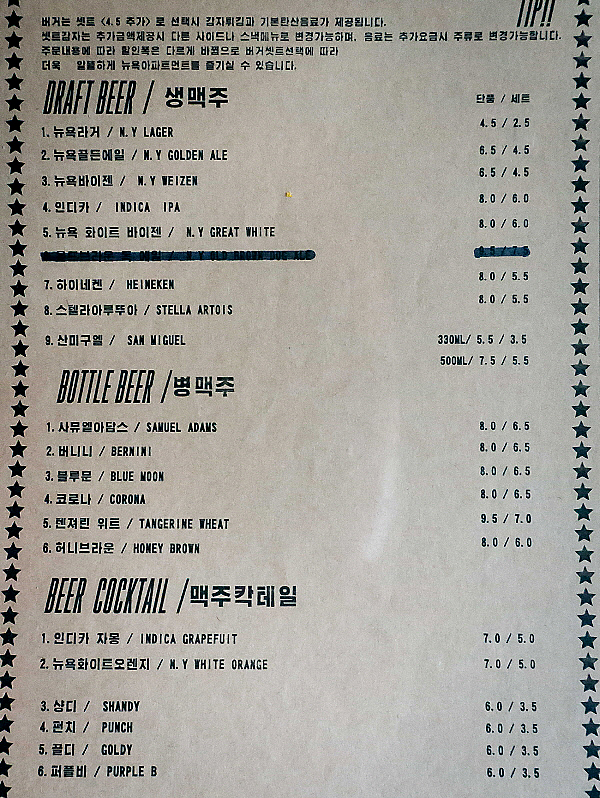 TIP!!
버거는 셋트 <4.5 추가> 로 선택시 감자튀김과 기본탄산음료가 제공됩니다.
셋트감자는 추가금액제공시 다른 사이드나 스낵메뉴로 변경가능하며, 음료는 추가요금시 주류로 변경가능합니다.
주문내용에 따라 할인폭은 다르게 바뀜으로 버거셋트선택에 따라
더욱 알뜰하게 뉴욕아파트먼트를 즐기실 수 있습니다.
DRAFT BEER / 생맥주 단품 / 세트
1. 뉴욕라거 / N.Y LAGER 4.5 / 2.5
2. 뉴욕골든에일 / N.Y GOLDEN ALE 6.5 / 4.5
3. 뉴욕바이젠 / N.Y WEIZEN 6.5 / 4.5
4. 인디카 / INDICA IPA 8.0 / 6.0
5. 뉴욕 화이트 바이젠 / N.Y GREAT WHITE 8.0 / 6.0
7. 하이네켄 / HEINEKEN 8.0 / 5.5
8. 스텔라아루뚜아 / STELLA ARTOIS 8.0 / 5.5
9. 산미구엘 / SAN MIGUEL 330ML/ 5.5 / 3.5
500ML/ 7.5 / 5.5
BOTTLE BEER /병맥주
1. 사뮤엘아담스 / SAMUEL ADAMS 8.0 / 6.5
2. 버니니 / BERNINI 8.0 / 6.5
3. 블루문 / BLUE MOON 8.0 / 6.5
4. 코로나 / CORONA 8.0 / 6.5
5. 텐져린 위트 / TANGERINE WHEAT 9.5 / 7.0
6. 허니브라운 / HONEY BROWN 8.0 / 6.0
BEER COCKTAIL /맥주칵테일
1. 인디카 자몽 / INDICA GRAPEFUIT 7.0 / 5.0
2. 뉴욕화이트오렌지 / N.Y WHITE ORANGE 7.0 / 5.0
3. 샹디 / SHANDY 6.0 / 3.5
4. 펀치 / PUNCH 6.0 / 3.5
5. 골디 / GOLDY 6.0 / 3.5
6. 퍼플비 / PURPLE B 6.0 / 3.5